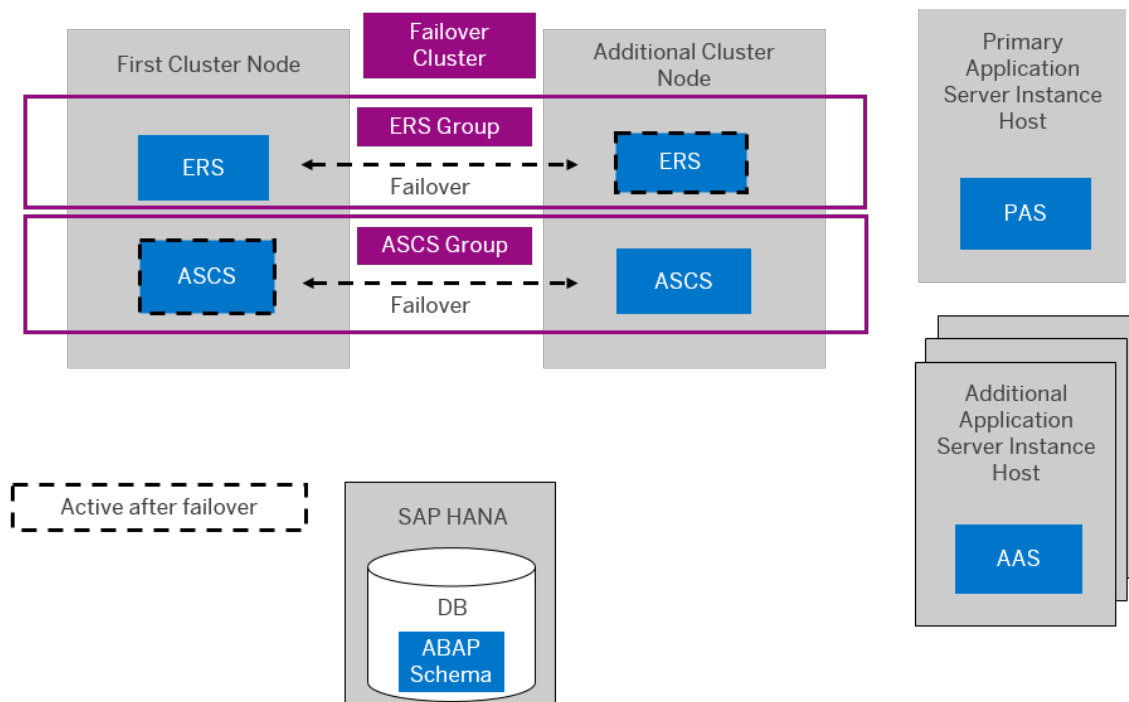 Failover
Cluster
First Cluster Node
Additional Cluster
Node
ERS Group
ERS
ERS
Failover
ASCS Group
ASCS
ASCS
Failover
Primary
Application
Server Instance
Host
PAS
Additional
Application
Server Instance
Host
AAS
Active after failover
SAP HANA
DB
ABAP
Schema